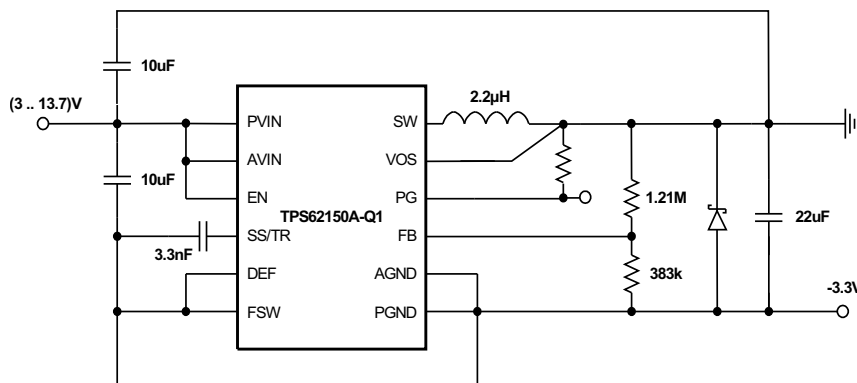 10uF
(3 .. 13.7)V
10uF
3.3nF
PVIN
AVIN
EN
SS/TR
DEF
FSW
TPS62150A-Q1
SW
VOS
PG
FB
AGND
PGND
2.2µH
1.21M
383k
22uF
-3.3V